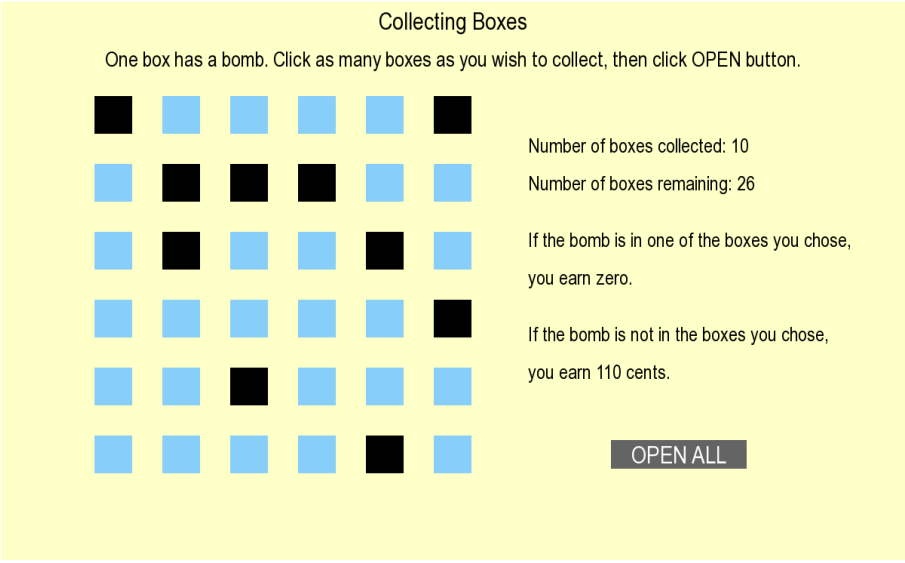 Collecting Boxes
One box has a bomb. Click as many boxes as you wish to collect, then click OPEN button.
Number of boxes collected: 10
Number of boxes remaining: 26
If the bomb is in one of the boxes you chose,
you earn zero.
If the bomb is not in the boxes you chose,
you earn 110 cents.
OPEN ALL